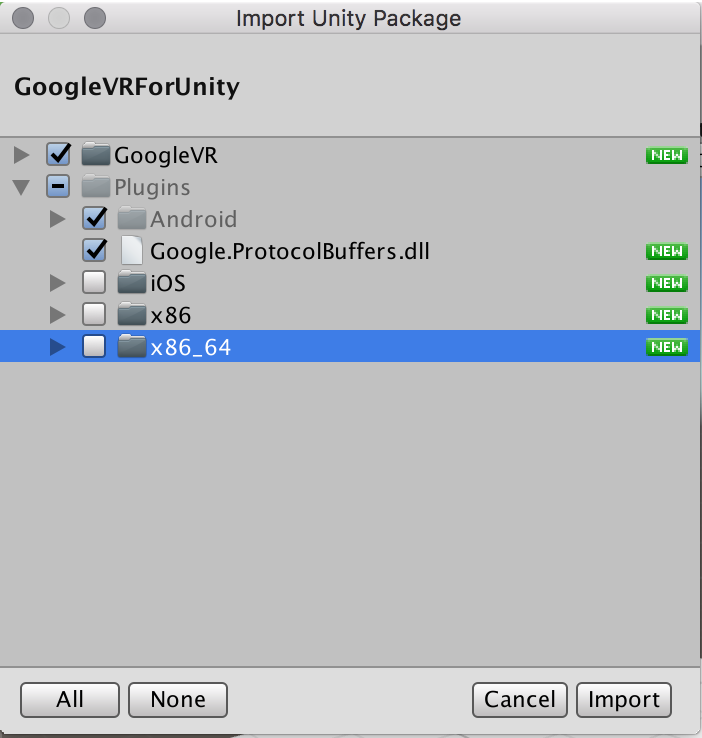 Import Unity Package
GoogleVRForUnity
GoogleVR NEW
Plugins
Android
Google.ProtocolBuffers.dll NEW
iOS NEW
x86 NEW
x86_64 NEW
All None Cancel Import